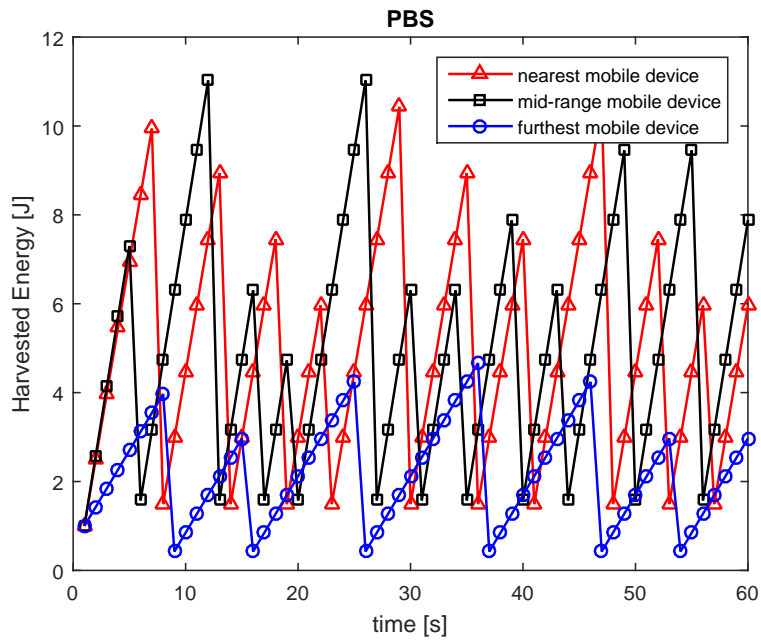 PBS
Harvested Energy [J]
12
10
8
6
4
2
0
nearest mobile device
mid-range mobile device
furthest mobile device
0 10 20 30 40 50 60
time [s]